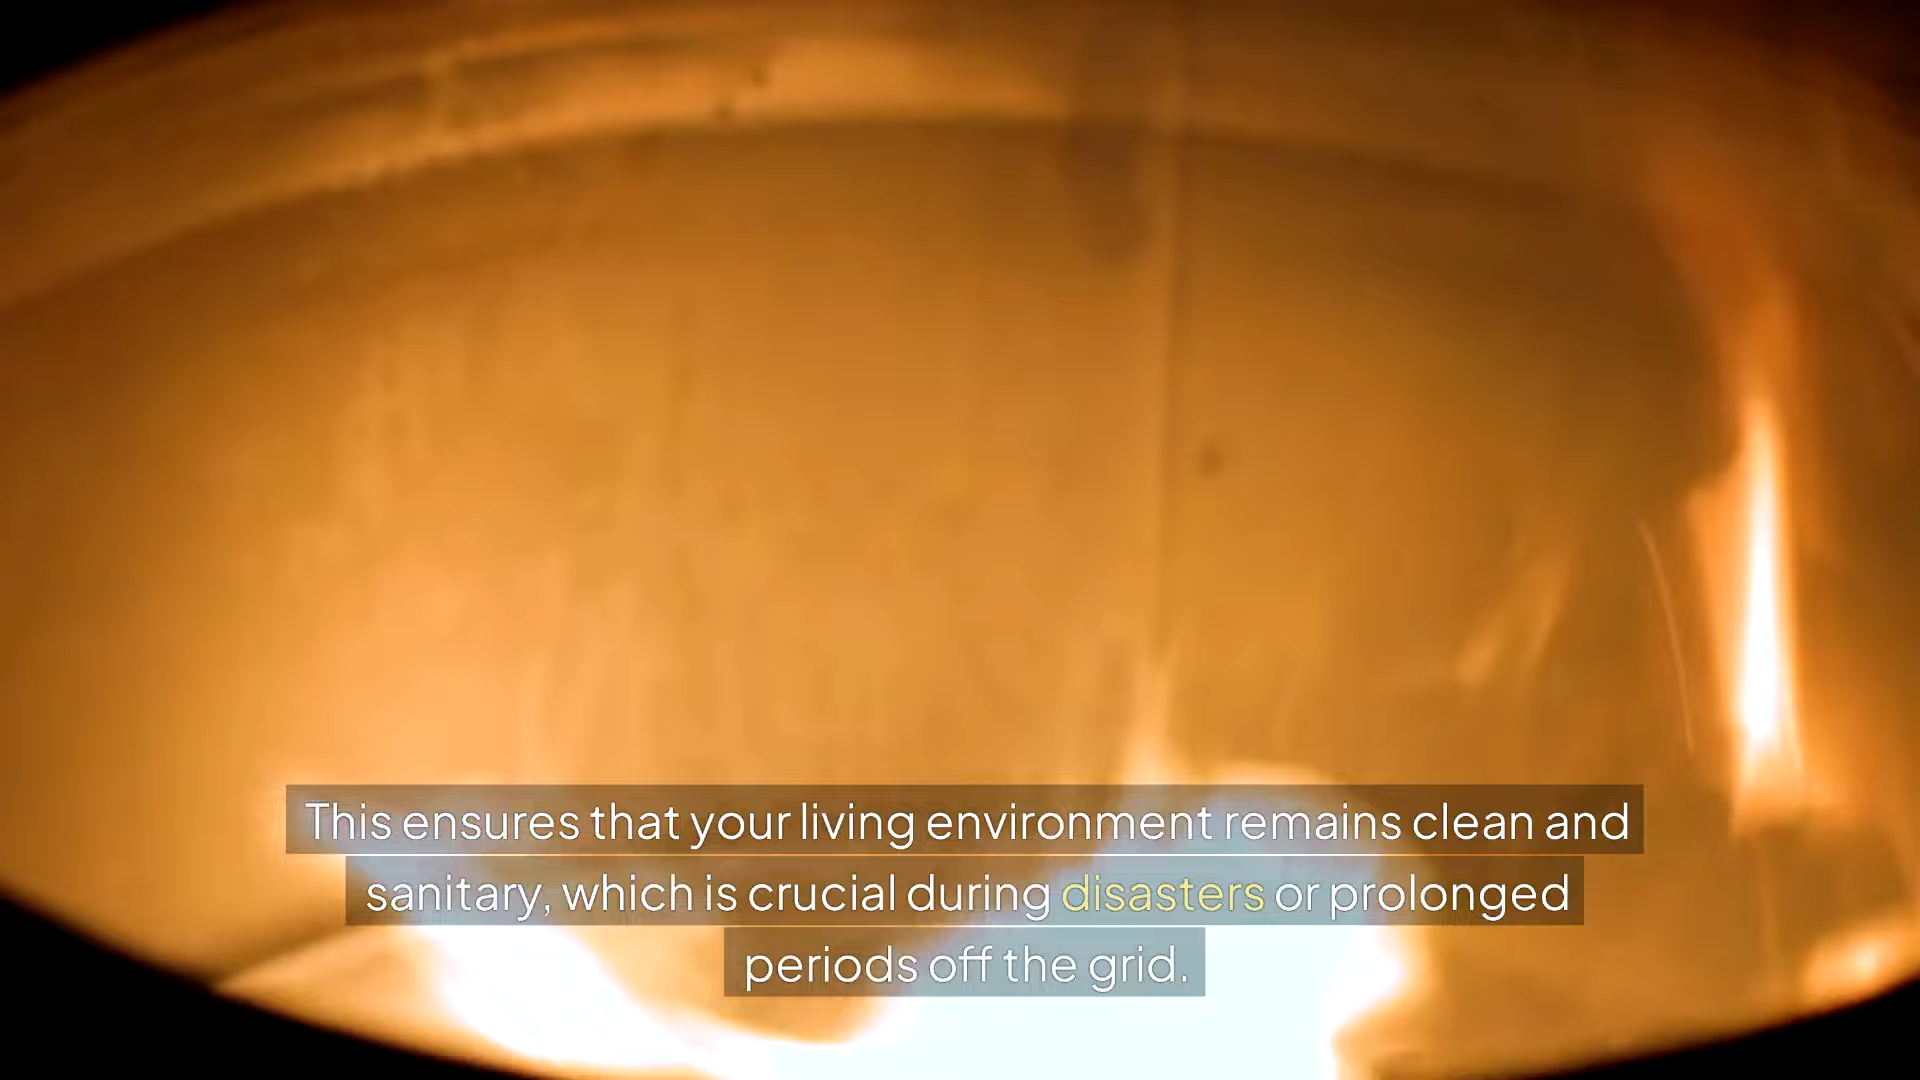 This ensures that your living environment remains clean and
sanitary, which is crucial during disasters or prolonged
periods off the grid.